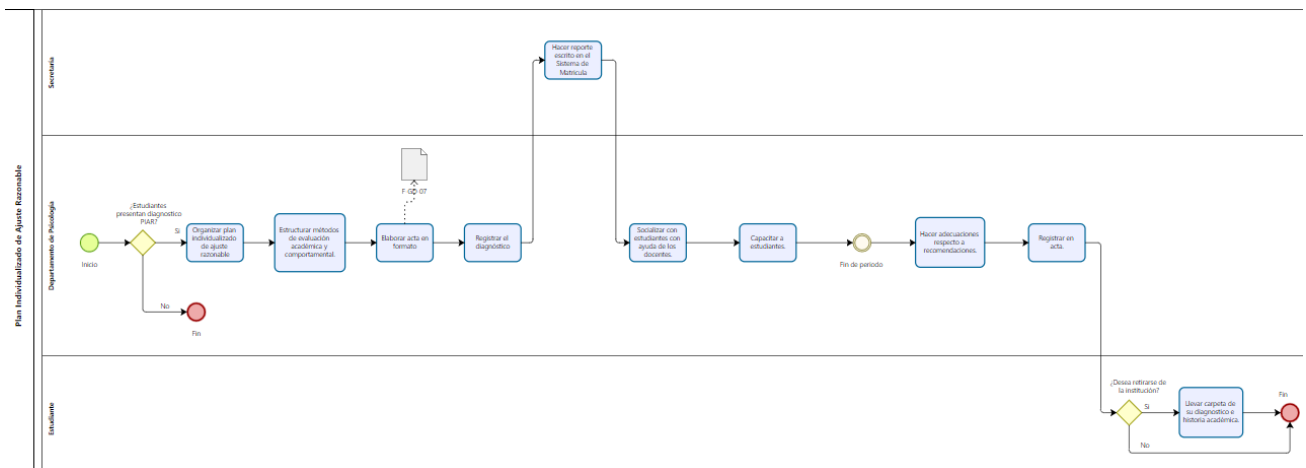 Plan Individualizado de Ajuste Razonable
Secretaria
Hacer reporte
escrito en el
Sistema de
Matricula
Departamento de Psicología
Inicio
¿Estudiantes
presentan diagnostico
PIAR?
Si
No
Fin
Organizar plan
individualizado
de ajuste
razonable
Estructurar métodos
de evaluación
académica y
comportamental.
Elaborar acta en
formato
F-GD-07
Registrar el
diagnóstico
Socializar con
estudiantes con
ayuda de los
docentes.
Capacitar a
estudiantes.
Fin de periodo
Hacer adecuaciones
respecto a
recomendaciones.
Registrar en
acta.
Estudiante
¿Desea retirarse de
la institución?
Si
No
Llevar carpeta de
su diagnostico e
historia académica.
Fin